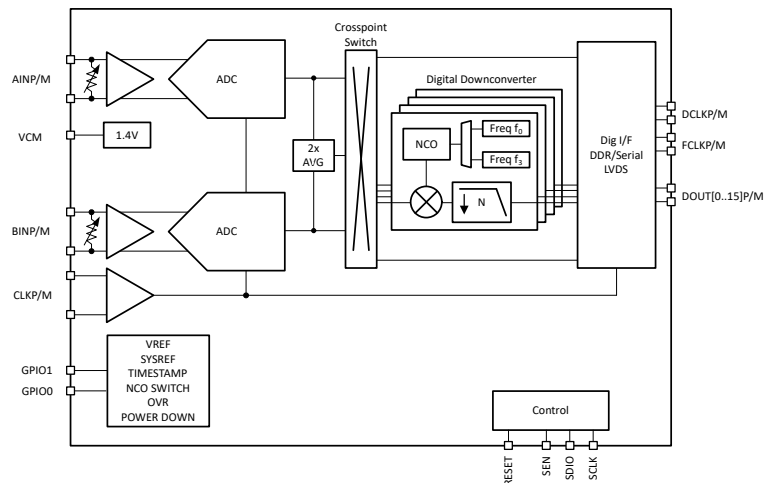 Crosspoint
Switch
AINP/M
ADC
Digital Downconverter
Dig I/F
DDR/Serial
LVDS
DCLKP/M
FCLKP/M
DOUT[0..15]P/M
VCM
1.4V
2x
AVG
NCO
Freq f0
Freq f3
N
BINP/M
ADC
CLKP/M
GPIO1
GPIO0
VREF
SYSREF
TIMESTAMP
NCO SWITCH
OVR
POWER DOWN
Control
RESET
SEN
SDIO
SCLK